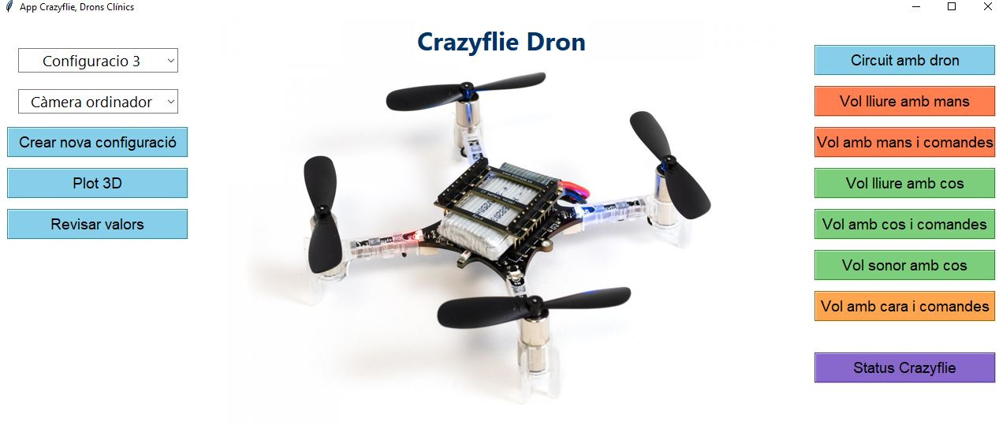 App Crazyflie, Drons Clínics
Crazyflie Dron
Configuracio 3
Càmera ordinador
Crear nova configuració
Plot 3D
Revisar valors
Circuit amb dron
Vol lliure amb mans
Vol amb mans i comandes
Vol lliure amb cos
Vol amb cos i comandes
Vol sonor amb cos
Vol amb cara i comandes
Status Crazyflie